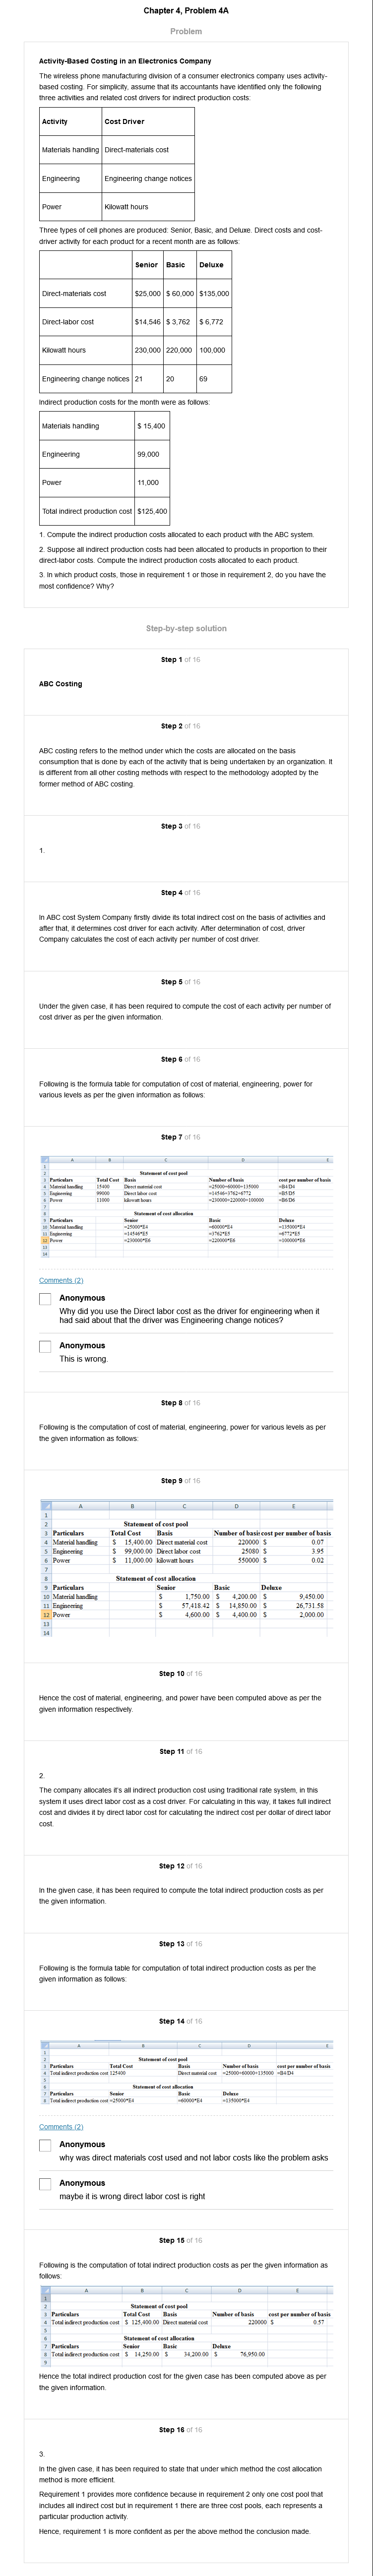 Chapter 4, Problem 4A
Problem
Activity-Based Costing in an Electronics Company
The wireless phone manufacturing division of a consumer electronics company uses activity-
based costing. For simplicity, assume that its accountants have identified only the following
three activities and related cost drivers for indirect production costs:
Activity Cost Driver
Materials handling Direct-materials cost
Engineering Engineering change notices
Power Kilowatt hours
Three types of cell phones are produced: Senior, Basic, and Deluxe. Direct costs and cost-
driver activity for each product for a recent month are as follows:
Senior Basic Deluxe
Direct-materials cost $25,000 $ 60,000 $135,000
Direct-labor cost $14,546 $ 3,762 $ 6,772
Kilowatt hours 230,000 220,000 100,000
Engineering change notices 21 20 69
Indirect production costs for the month were as follows:
Materials handling $ 15,400
Engineering 99,000
Power 11,000
Total indirect production cost $125,400
1. Compute the indirect production costs allocated to each product with the ABC system.
2. Suppose all indirect production costs had been allocated to products in proportion to their
direct-labor costs. Compute the indirect production costs allocated to each product.
3. In which product costs, those in requirement 1 or those in requirement 2, do you have the
most confidence? Why?
Step-by-step solution
Step 1 of 16
ABC Costing
Step 2 of 16
ABC costing refers to the method under which the costs are allocated on the basis
consumption that is done by each of the activity that is being undertaken by an organization. It
is different from all other costing methods with respect to the methodology adopted by the
former method of ABC costing.
Step 3 of 16
1.
Step 4 of 16
In ABC cost System Company firstly divide its total indirect cost on the basis of activities and
after that, it determines cost driver for each activity. After determination of cost, driver
Company calculates the cost of each activity per number of cost driver.
Step 5 of 16
Under the given case, it has been required to compute the cost of each activity per number of
cost driver as per the given information.
Step 6 of 16
Following is the formula table for computation of cost of material, engineering, power for
various levels as per the given information as follows:
Step 7 of 16
A B C D E
1
2 Statement of cost pool
3 Particulars Total Cost Basis Number of basis cost per number of basis
4 Material handling 15400 Direct material cost =25000+60000+135000 =B4/D4
5 Engineering 99000 Direct labor cost =14546+3762+6772 =B5/D5
6 Power 11000 kilowatt hours =230000+220000+100000 =B6/D6
7
8 Statement of cost allocation
9 Particulars Senior Basic Deluxe
10 Material handling =25000*E4 =60000*E4 =135000*E4
11 Engineering =14546*E5 =3762*E5 =6772*E5
12 Power =230000*E6 =220000*E6 =100000*E6
13
14
Comments (2)
Anonymous
Why did you use the Direct labor cost as the driver for engineering when it
had said about that the driver was Engineering change notices?
Anonymous
This is wrong.
Step 8 of 16
Following is the computation of cost of material, engineering, power for various levels as per
the given information as follows:
Step 9 of 16
A B C D E
1
2 Statement of cost pool
3 Particulars Total Cost Basis Number of basis cost per number of basis
4 Material handling $ 15,400.00 Direct material cost 220000 $ 0.07
5 Engineering $ 99,000.00 Direct labor cost 25080 $ 3.95
6 Power $ 11,000.00 kilowatt hours 550000 $ 0.02
7
8 Statement of cost allocation
9 Particulars Senior Basic Deluxe
10 Material handling $ 1,750.00 $ 4,200.00 $ 9,450.00
11 Engineering $ 57,418.42 $ 14,850.00 $ 26,731.58
12 Power $ 4,600.00 $ 4,400.00 $ 2,000.00
13
14
Step 10 of 16
Hence the cost of material, engineering, and power have been computed above as per the
given information respectively.
Step 11 of 16
2.
The company allocates it's all indirect production cost using traditional rate system, in this
system it uses direct labor cost as a cost driver. For calculating in this way, it takes full indirect
cost and divides it by direct labor cost for calculating the indirect cost per dollar of direct labor
cost.
Step 12 of 16
In the given case, it has been required to compute the total indirect production costs as per
the given information.
Step 13 of 16
Following is the formula table for computation of total indirect production costs as per the
given information as follows:
Step 14 of 16
A B C D E
1
2 Statement of cost pool
3 Particulars Total Cost Basis Number of basis cost per number of basis
4 Total indirect production cost 125400 Direct material cost =25000+60000+135000 =B4/D4
5
6 Statement of cost allocation
7 Particulars Senior Basic Deluxe
8 Total indirect production cost =25000*E4 =60000*E4 =135000*E4
Comments (2)
Anonymous
why was direct materials cost used and not labor costs like the problem asks
Anonymous
maybe it is wrong direct labor cost is right
Step 15 of 16
Following is the computation of total indirect production costs as per the given information as
follows:
A B C D E
1
2 Statement of cost pool
3 Particulars Total Cost Basis Number of basis cost per number of basis
4 Total indirect production cost $ 125,400.00 Direct material cost 220000 $ 0.57
5
6 Statement of cost allocation
7 Particulars Senior Basic Deluxe
8 Total indirect production cost $ 14,250.00 $ 34,200.00 $ 76,950.00
9
Hence the total indirect production cost for the given case has been computed above as per
the given information.
Step 16 of 16
3.
In the given case, it has been required to state that under which method the cost allocation
method is more efficient.
Requirement 1 provides more confidence because in requirement 2 only one cost pool that
includes all indirect cost but in requirement 1 there are three cost pools, each represents a
particular production activity.
Hence, requirement 1 is more confident as per the above method the conclusion made.